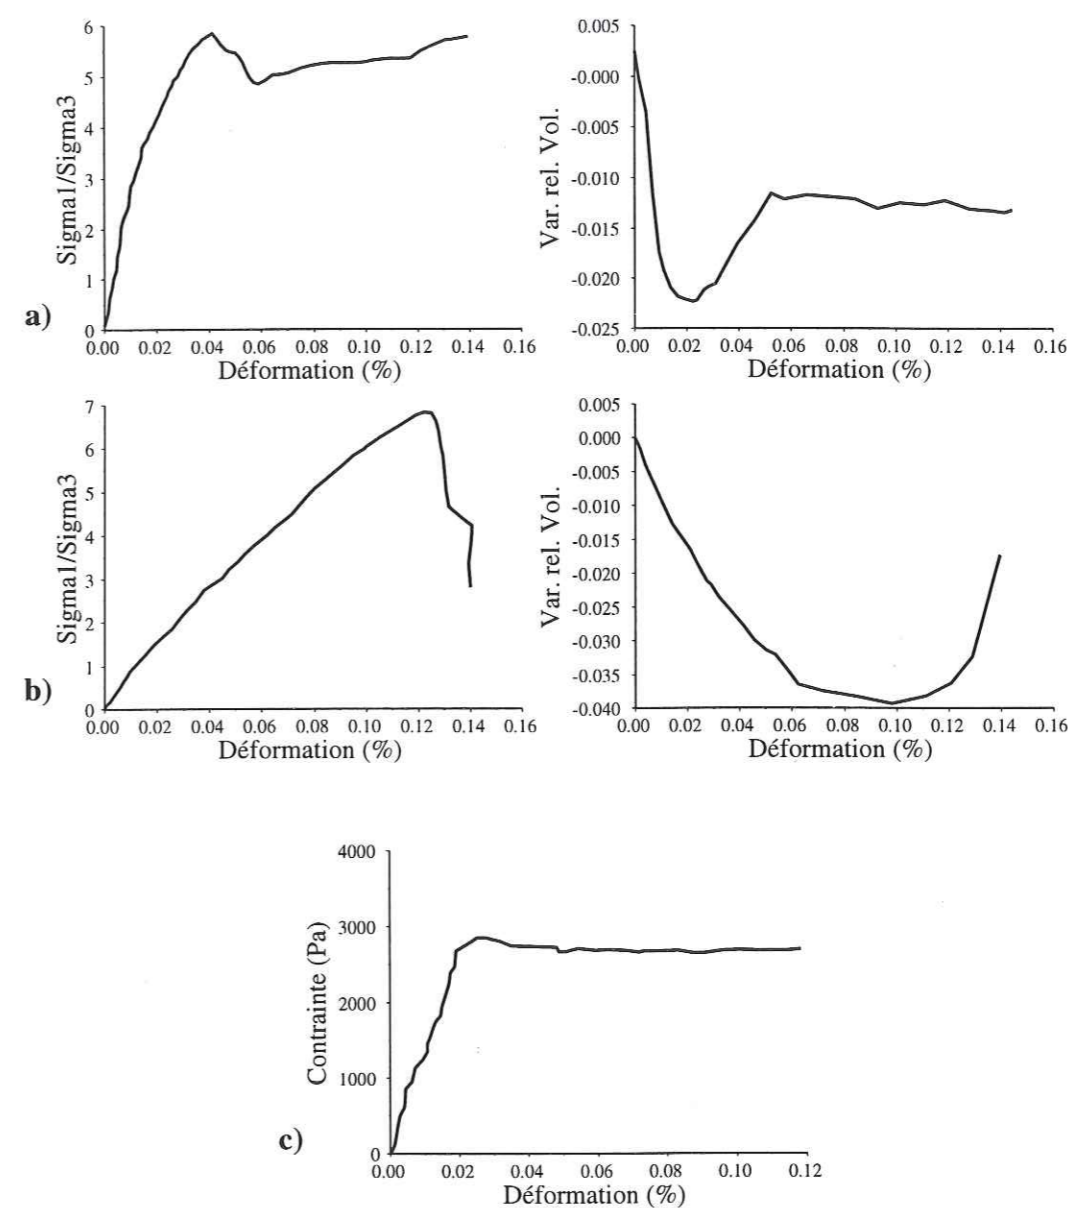 a)
Sigma1/Sigma3
6
5
4
3
2
1
0
0.00 0.02 0.04 0.06 0.08 0.10 0.12 0.14 0.16
Déformation (%)
Var. rel. Vol.
0.005
-0.000
-0.005
-0.010
-0.015
-0.020
-0.025
0.00 0.02 0.04 0.06 0.08 0.10 0.12 0.14 0.16
Déformation (%)
b)
Sigma1/Sigma3
7
6
5
4
3
2
1
0
0.00 0.02 0.04 0.06 0.08 0.10 0.12 0.14 0.16
Déformation (%)
Var. rel. Vol.
0.005
0.000
-0.005
-0.010
-0.015
-0.020
-0.025
-0.030
-0.035
-0.040
0.00 0.02 0.04 0.06 0.08 0.10 0.12 0.14 0.16
Déformation (%)
c)
Contrainte (Pa)
4000
3000
2000
1000
0
0.00 0.02 0.04 0.06 0.08 0.10 0.12
Déformation (%)